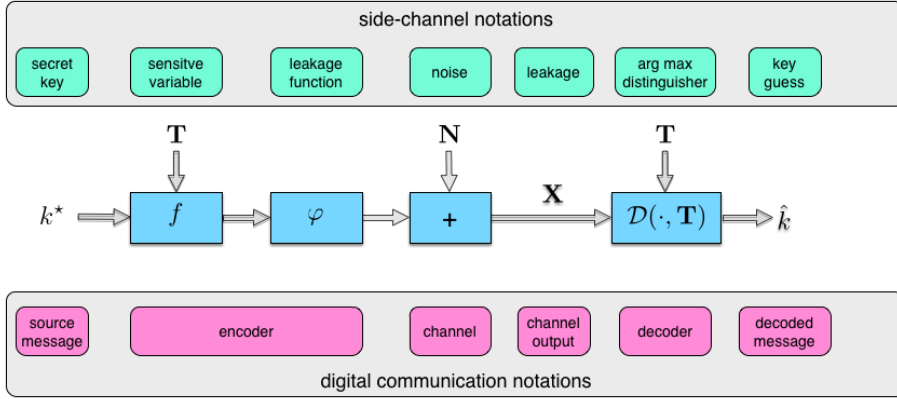 side-channel notations
secret
key
sensitve
variable
leakage
function
noise
leakage
arg max
distinguisher
key
guess
T
N
T
k⋆
f
φ
+
X
𝒟(·, T)
k̂
source
message
encoder
channel
channel
output
decoder
decoded
message
digital communication notations